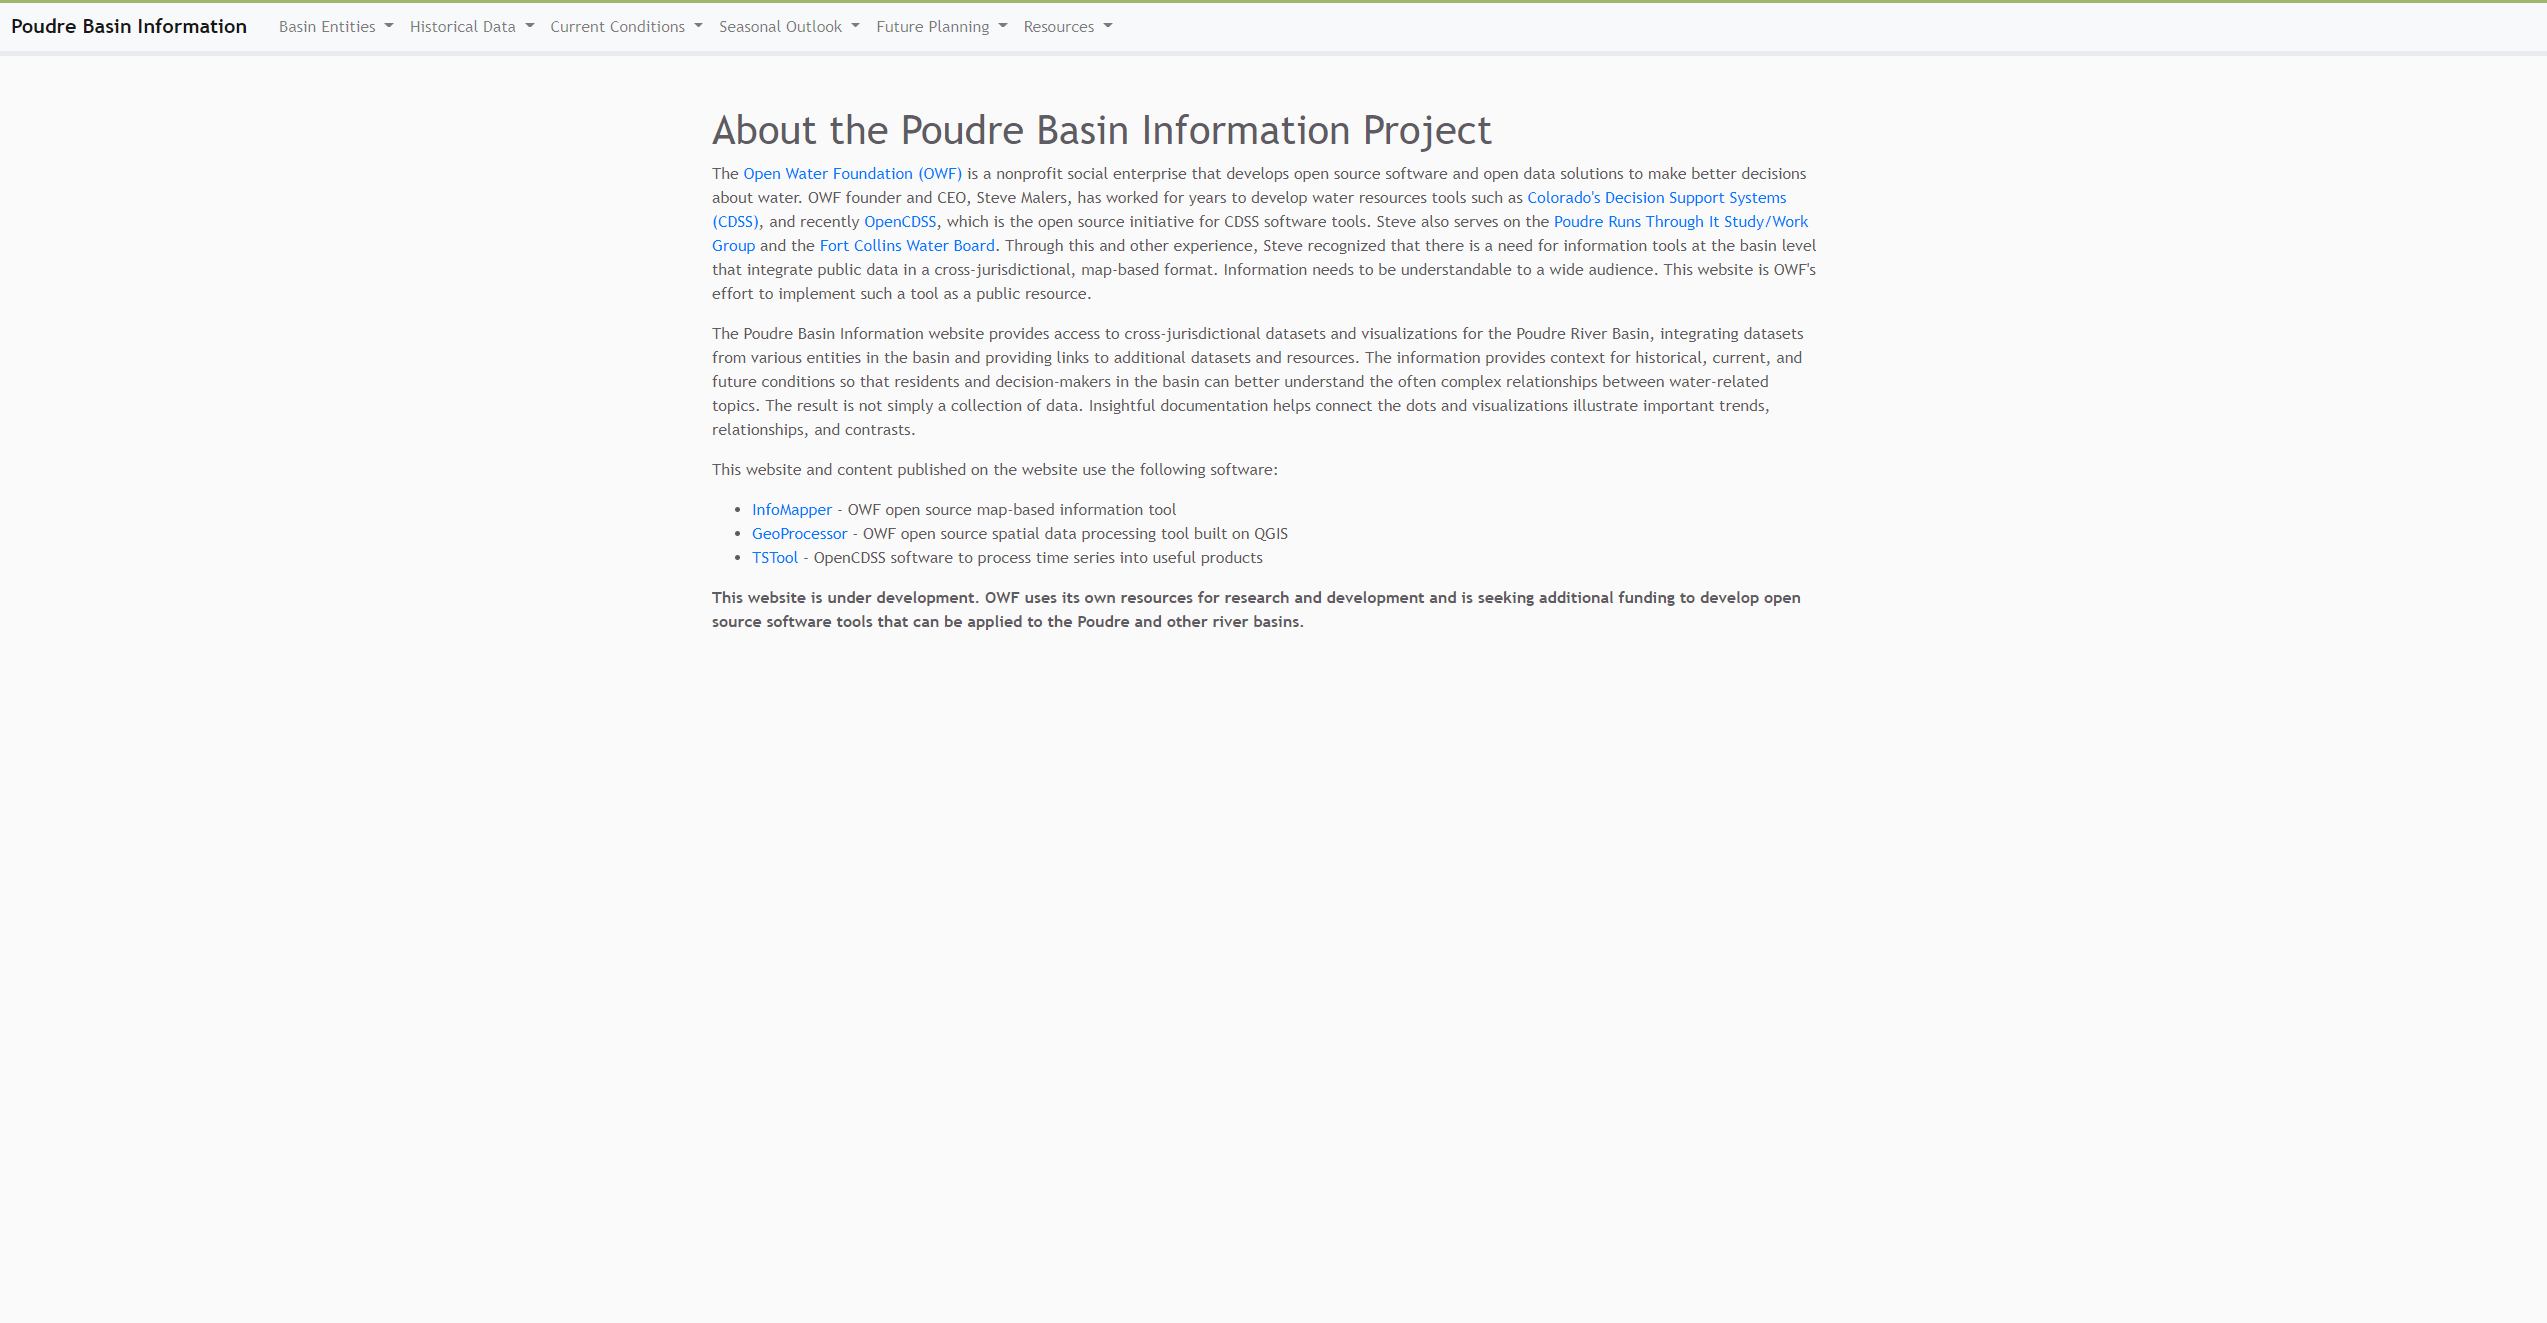 Poudre Basin Information Basin Entities Historical Data Current Conditions Seasonal Outlook Future Planning Resources
About the Poudre Basin Information Project
The Open Water Foundation (OWF) is a nonprofit social enterprise that develops open source software and open data solutions to make better decisions
about water. OWF founder and CEO, Steve Malers, has worked for years to develop water resources tools such as Colorado's Decision Support Systems
(CDSS), and recently OpenCDSS, which is the open source initiative for CDSS software tools. Steve also serves on the Poudre Runs Through It Study/Work
Group and the Fort Collins Water Board. Through this and other experience, Steve recognized that there is a need for information tools at the basin level
that integrate public data in a cross-jurisdictional, map-based format. Information needs to be understandable to a wide audience. This website is OWF's
effort to implement such a tool as a public resource.
The Poudre Basin Information website provides access to cross-jurisdictional datasets and visualizations for the Poudre River Basin, integrating datasets
from various entities in the basin and providing links to additional datasets and resources. The information provides context for historical, current, and
future conditions so that residents and decision-makers in the basin can better understand the often complex relationships between water-related
topics. The result is not simply a collection of data. Insightful documentation helps connect the dots and visualizations illustrate important trends,
relationships, and contrasts.
This website and content published on the website use the following software:
• InfoMapper - OWF open source map-based information tool
• GeoProcessor - OWF open source spatial data processing tool built on QGIS
• TSTool - OpenCDSS software to process time series into useful products
This website is under development. OWF uses its own resources for research and development and is seeking additional funding to develop open
source software tools that can be applied to the Poudre and other river basins.